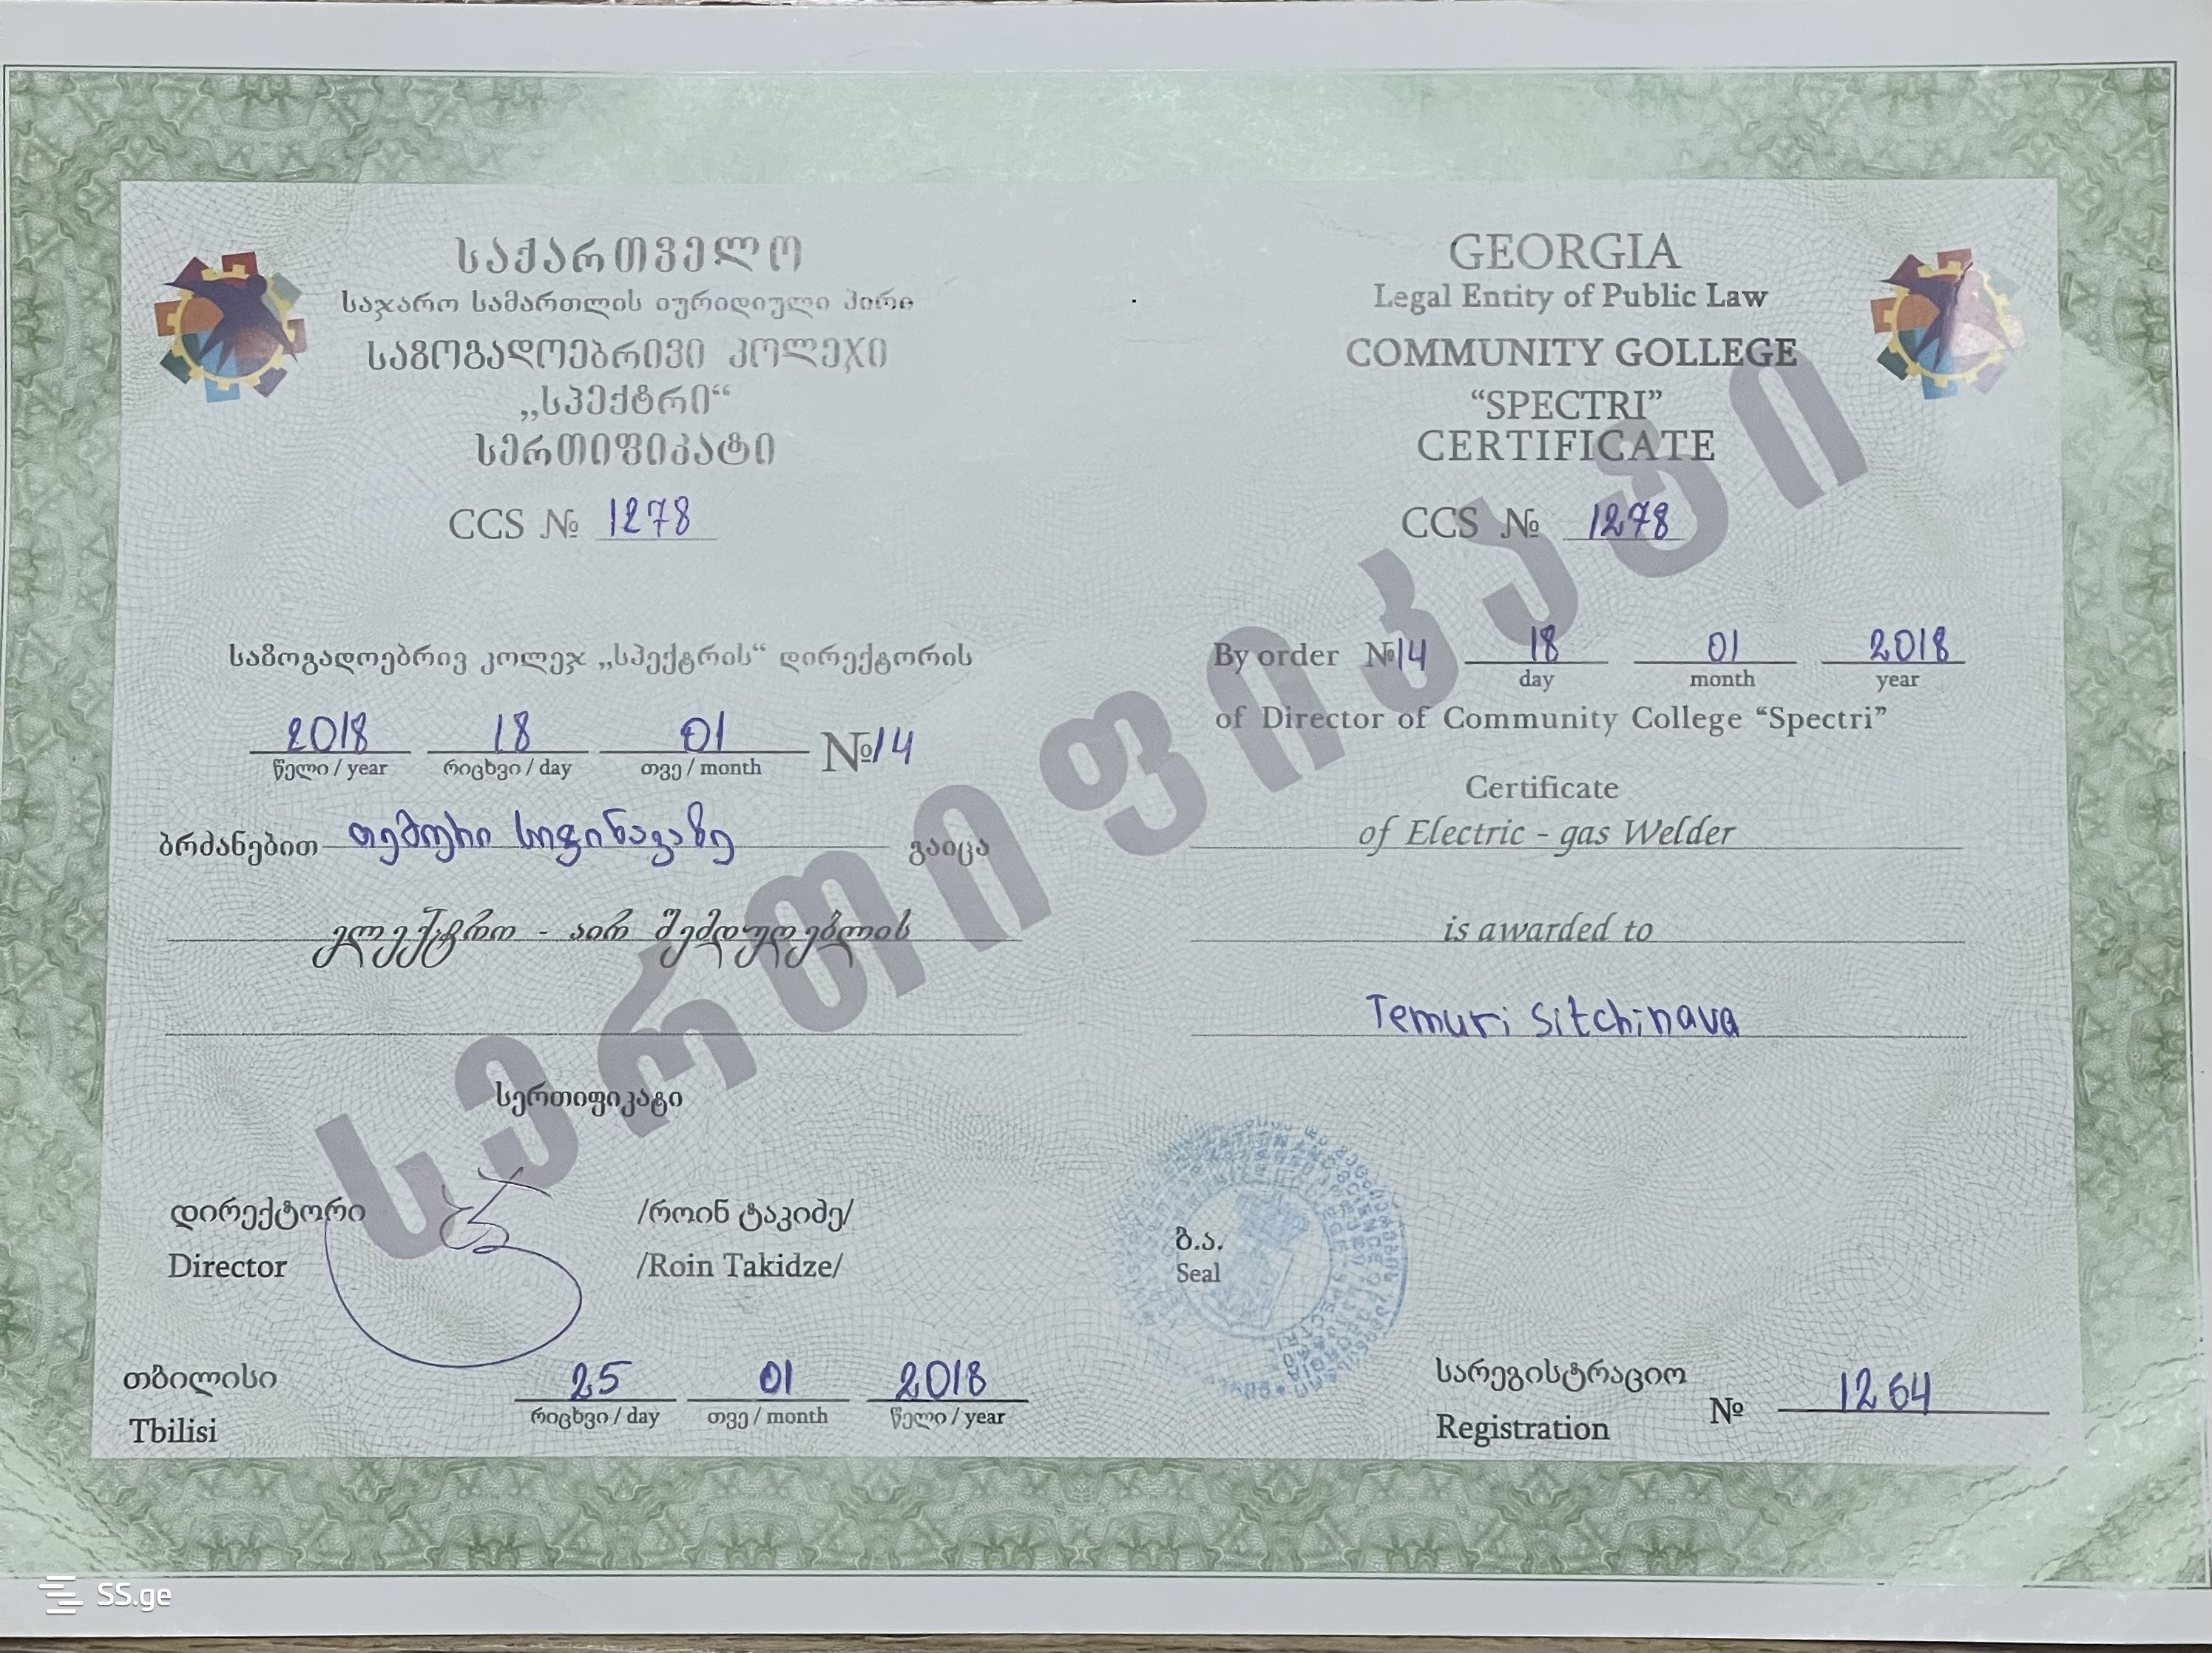 საქართველო
საჯარო სამართლის იურიდიული პირი
საზოგადოებრივი კოლეჯი
„სპექტრი“
სერთიფიკატი
CCS № 1278
საზოგადოებრივ კოლეჯ „სპექტრის“ დირექტორის
2018 18 01 №14
წელი / year რიცხვი / day თვე / month
ბრძანებით თემური სიჭინავაზე გაიცა
ელექტრო - აირ შემდუღებლის
სერთიფიკატი
დირექტორი /როინ ტაკიძე/
Director /Roin Takidze/
თბილისი
Tbilisi
25 01 2018
რიცხვი / day თვე / month წელი / year
GEORGIA
Legal Entity of Public Law
COMMUNITY GOLLEGE
“SPECTRI”
CERTIFICATE
CCS № 1278
By order №14 18 01 2018
day month year
of Director of Community College “Spectri”
Certificate
of Electric - gas Welder
is awarded to
Temuri Sitchinava
ბ.ა.
Seal
სარეგისტრაციო
Registration № 1264
სერთიფიკატი
SS.ge